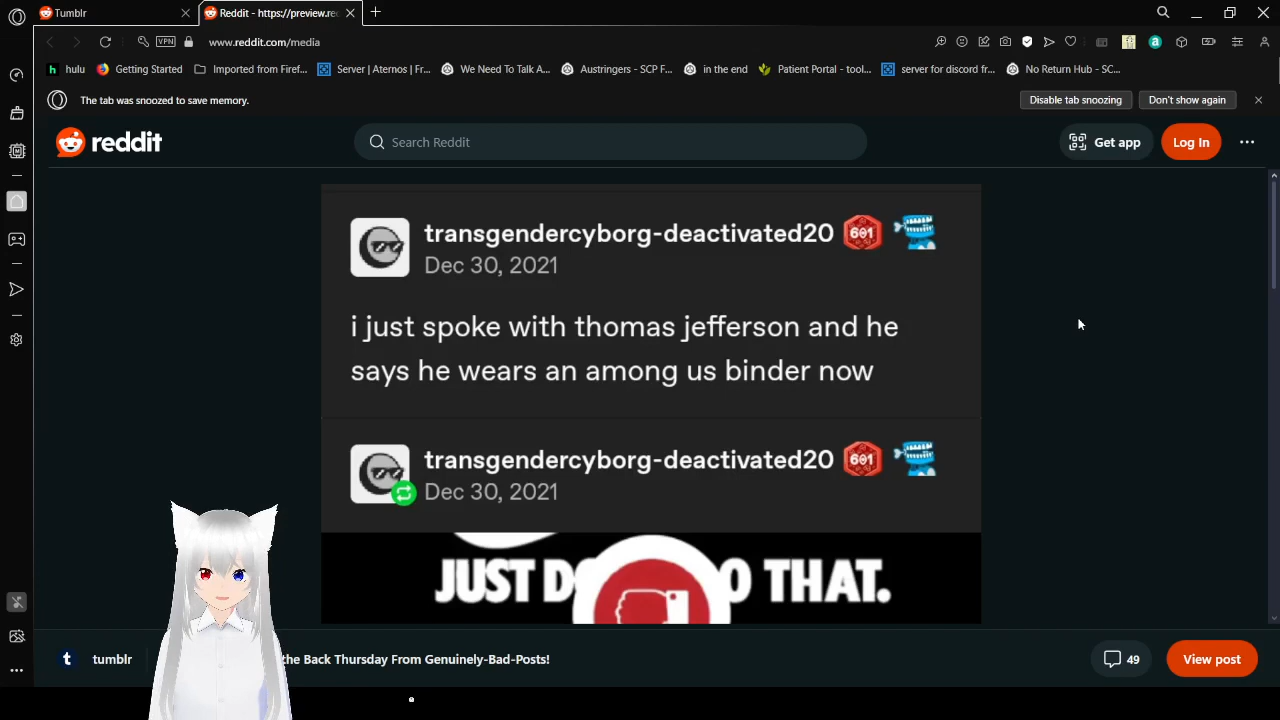 Tumblr
Reddit - https://preview.rec
VPN
www.reddit.com/media
hulu
Getting Started
Imported from Firef...
Server | Aternos | Fr...
We Need To Talk A...
Austringers - SCP F...
in the end
Patient Portal - tool...
server for discord fr...
No Return Hub - SC...
The tab was snoozed to save memory.
Disable tab snoozing
Don't show again
reddit
Search Reddit
Get app
Log In
transgendercyborg-deactivated20
601
Dec 30, 2021
i just spoke with thomas jefferson and he
says he wears an among us binder now
transgendercyborg-deactivated20
601
Dec 30, 2021
JUST D O THAT.
t tumblr
the Back Thursday From Genuinely-Bad-Posts!
49
View post